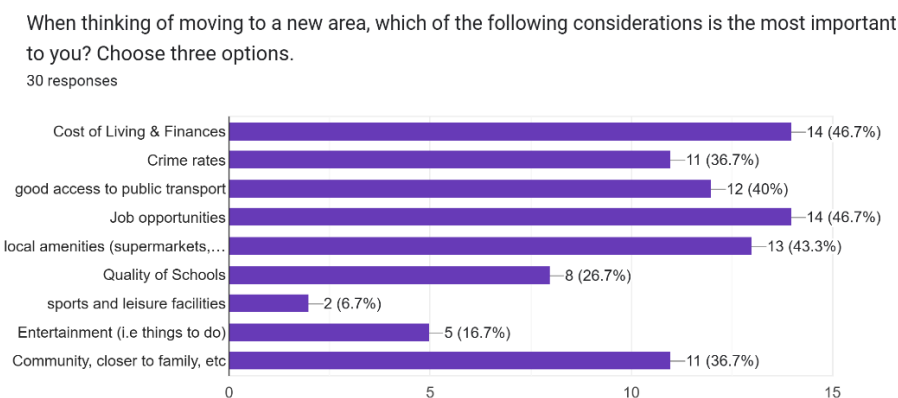 When thinking of moving to a new area, which of the following considerations is the most important
to you? Choose three options.
30 responses
Cost of Living & Finances 14 (46.7%)
Crime rates 11 (36.7%)
good access to public transport 12 (40%)
Job opportunities 14 (46.7%)
local amenities (supermarkets,... 13 (43.3%)
Quality of Schools 8 (26.7%)
sports and leisure facilities 2 (6.7%)
Entertainment (i.e things to do) 5 (16.7%)
Community, closer to family, etc 11 (36.7%)
0 5 10 15